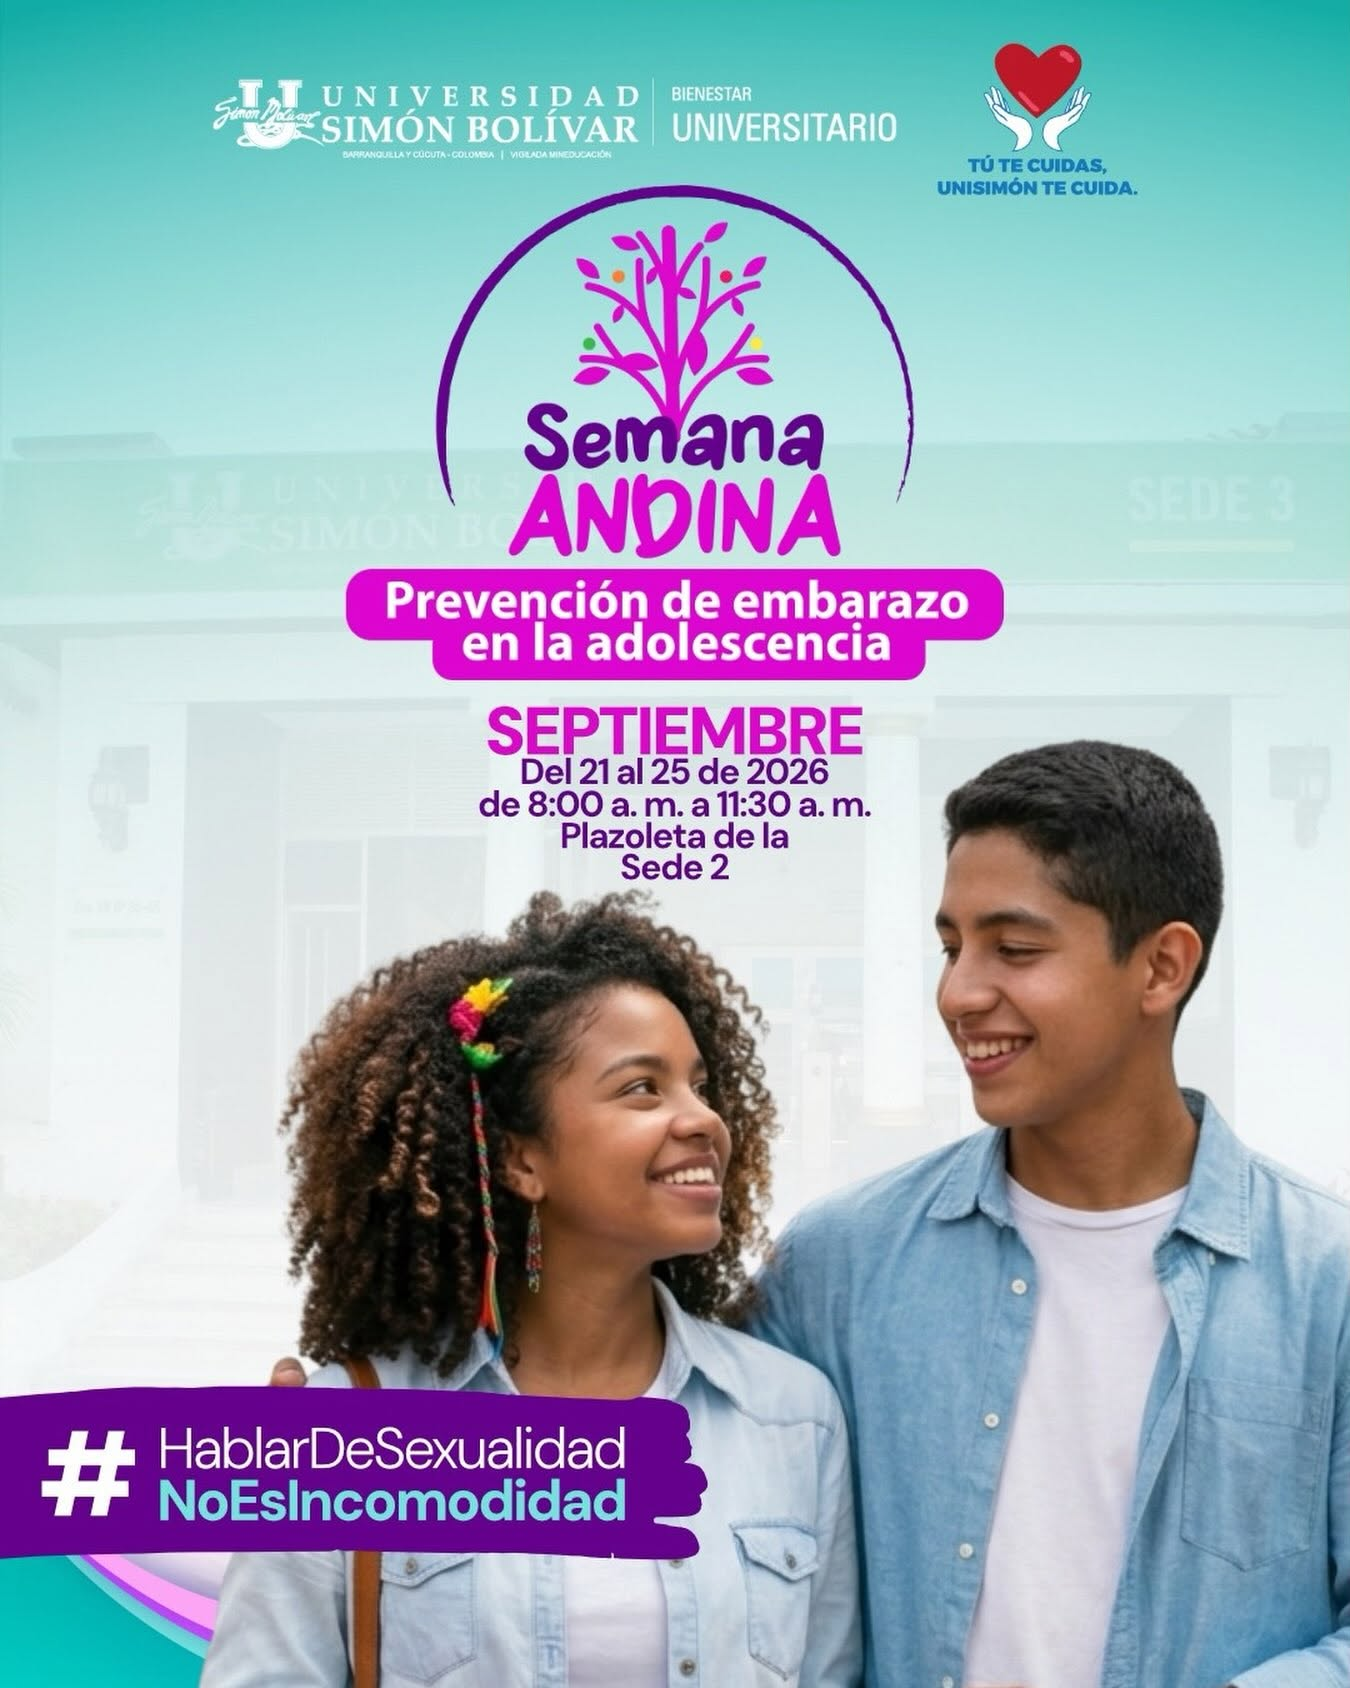 UNIVERSIDAD
SIMÓN BOLÍVAR
BARRANQUILLA Y CÚCUTA - COLOMBIA | VIGILADA MINEDUCACIÓN
BIENESTAR
UNIVERSITARIO
TÚ TE CUIDAS,
UNISIMÓN TE CUIDA.
Semana
ANDINA
SEDE 3
Prevención de embarazo
en la adolescencia
SEPTIEMBRE
Del 21 al 25 de 2026
de 8:00 a. m. a 11:30 a. m.
Plazoleta de la
Sede 2
#HablarDeSexualidad
NoEsIncomodidad